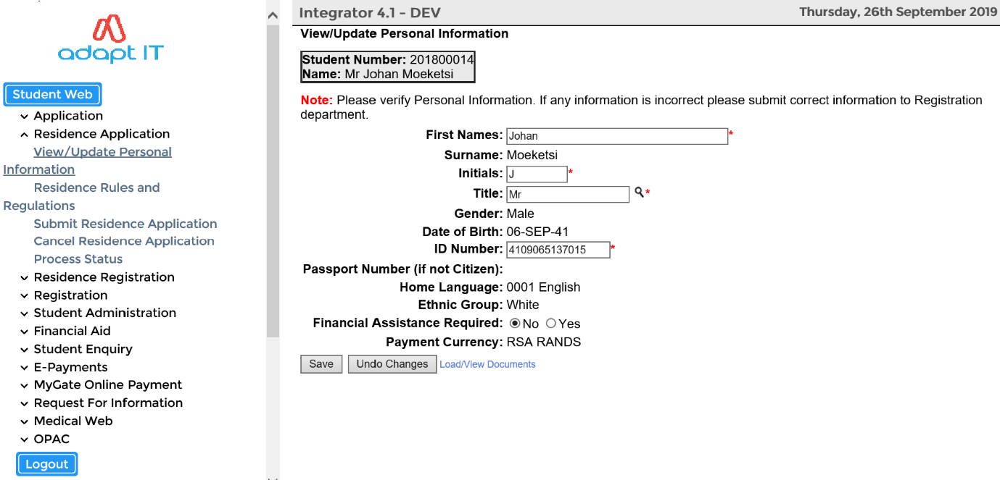 adapt IT
Student Web
Application
Residence Application
View/Update Personal
Information
Residence Rules and
Regulations
Submit Residence Application
Cancel Residence Application
Process Status
Residence Registration
Registration
Student Administration
Financial Aid
Student Enquiry
E-Payments
MyGate Online Payment
Request For Information
Medical Web
OPAC
Logout
Integrator 4.1 - DEV Thursday, 26th September 2019
View/Update Personal Information
Student Number: 201800014
Name: Mr Johan Moeketsi
Note: Please verify Personal Information. If any information is incorrect please submit correct information to Registration
department.
First Names: Johan *
Surname: Moeketsi
Initials: J *
Title: Mr *
Gender: Male
Date of Birth: 06-SEP-41
ID Number: 4109065137015 *
Passport Number (if not Citizen):
Home Language: 0001 English
Ethnic Group: White
Financial Assistance Required: No Yes
Payment Currency: RSA RANDS
Save Undo Changes Load/View Documents